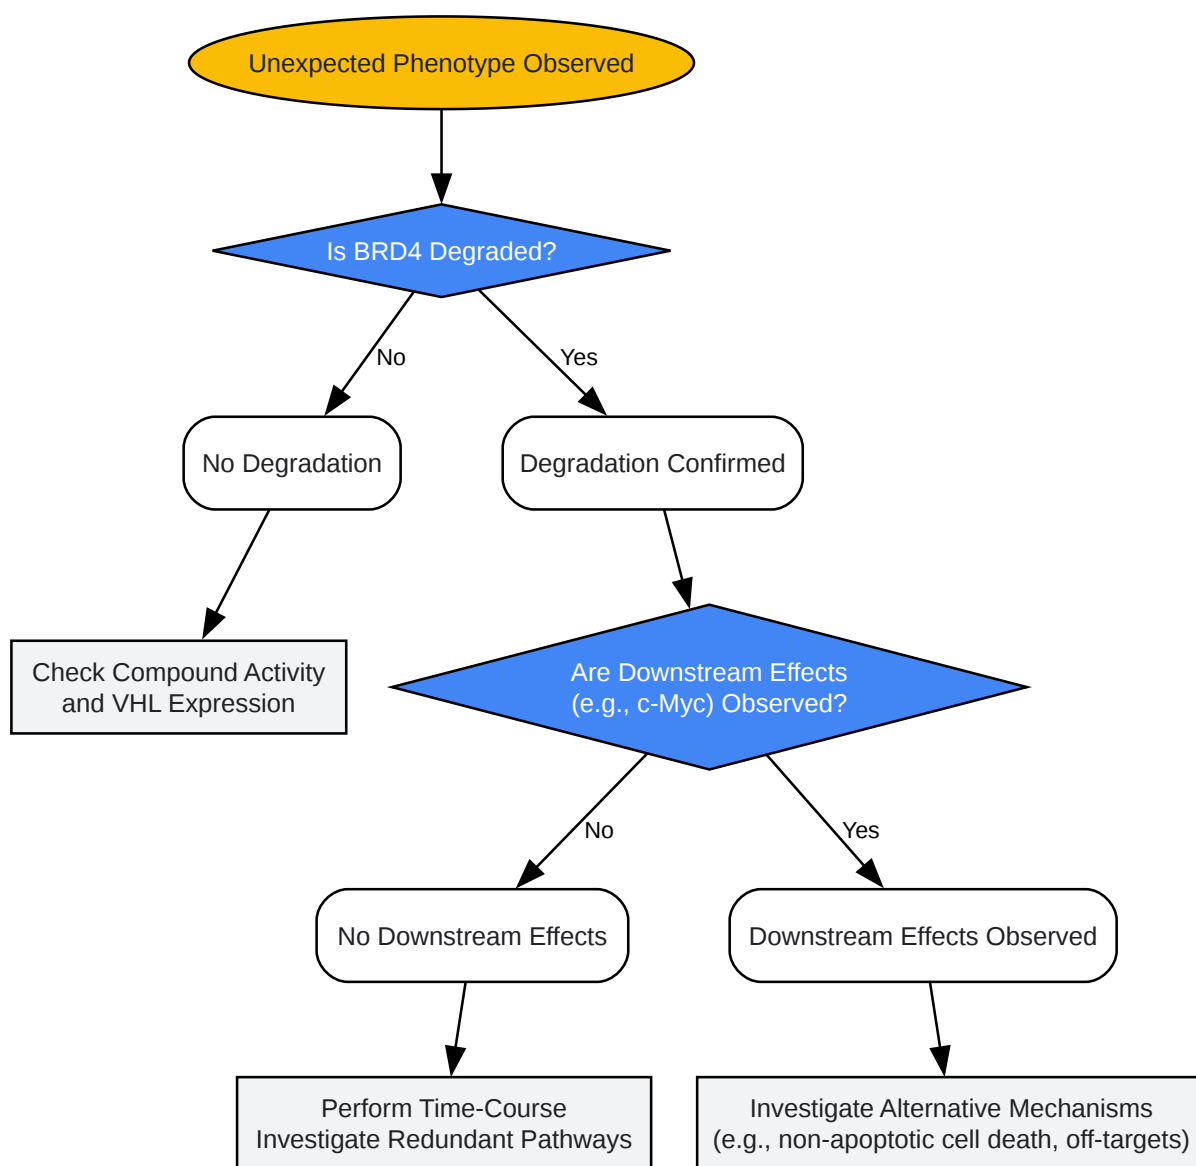 Unexpected Phenotype Observed
Is BRD4 Degraded?
No
Yes
No Degradation
Degradation Confirmed
Check Compound Activity
and VHL Expression
Are Downstream Effects
(e.g., c-Myc) Observed?
No
Yes
No Downstream Effects
Downstream Effects Observed
Perform Time-Course
Investigate Redundant Pathways
Investigate Alternative Mechanisms
(e.g., non-apoptotic cell death, off-targets)